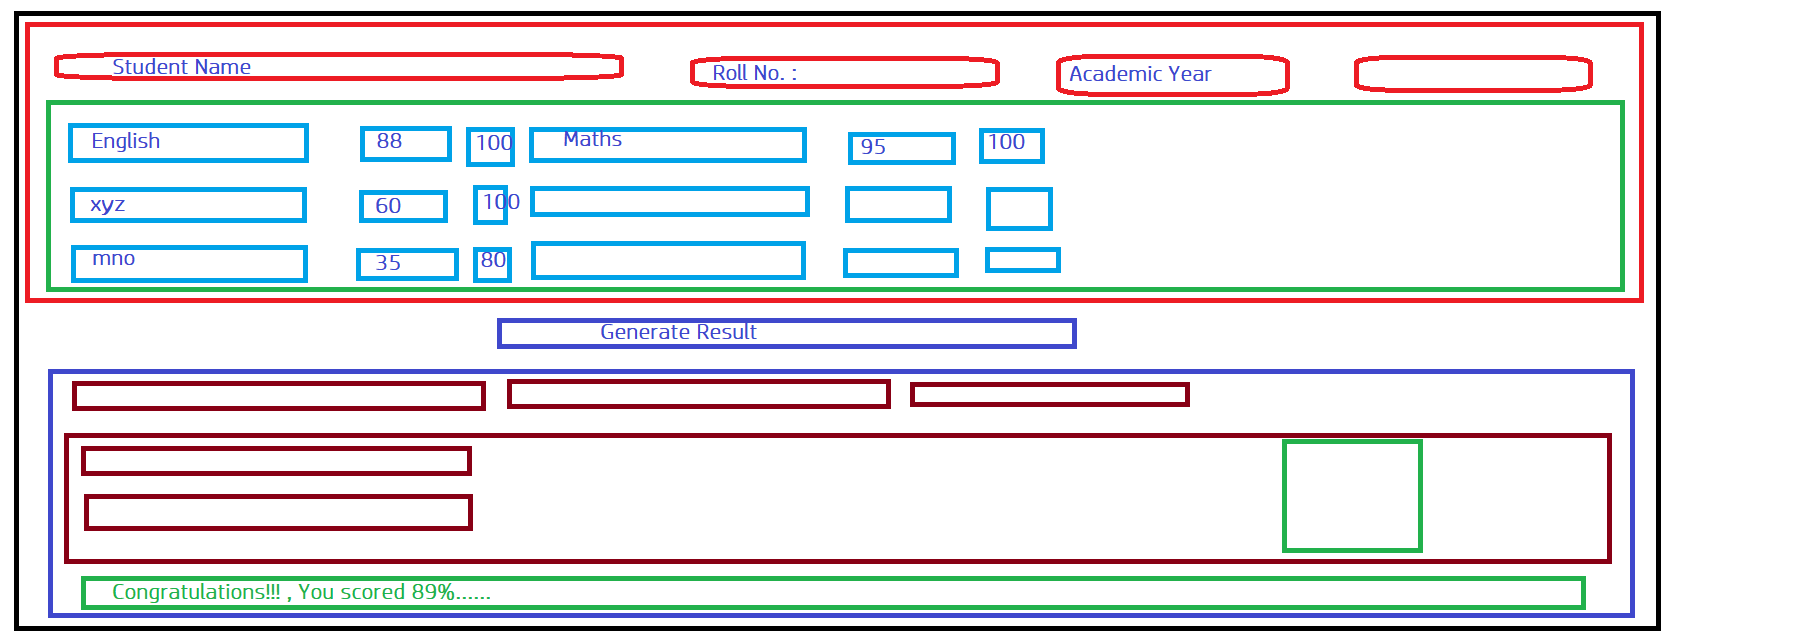 Student Name Roll No. : Academic Year
English 88 100 Maths 95 100
xyz 60 100
mno 35 80
Generate Result
Congratulations!!! , You scored 89%......